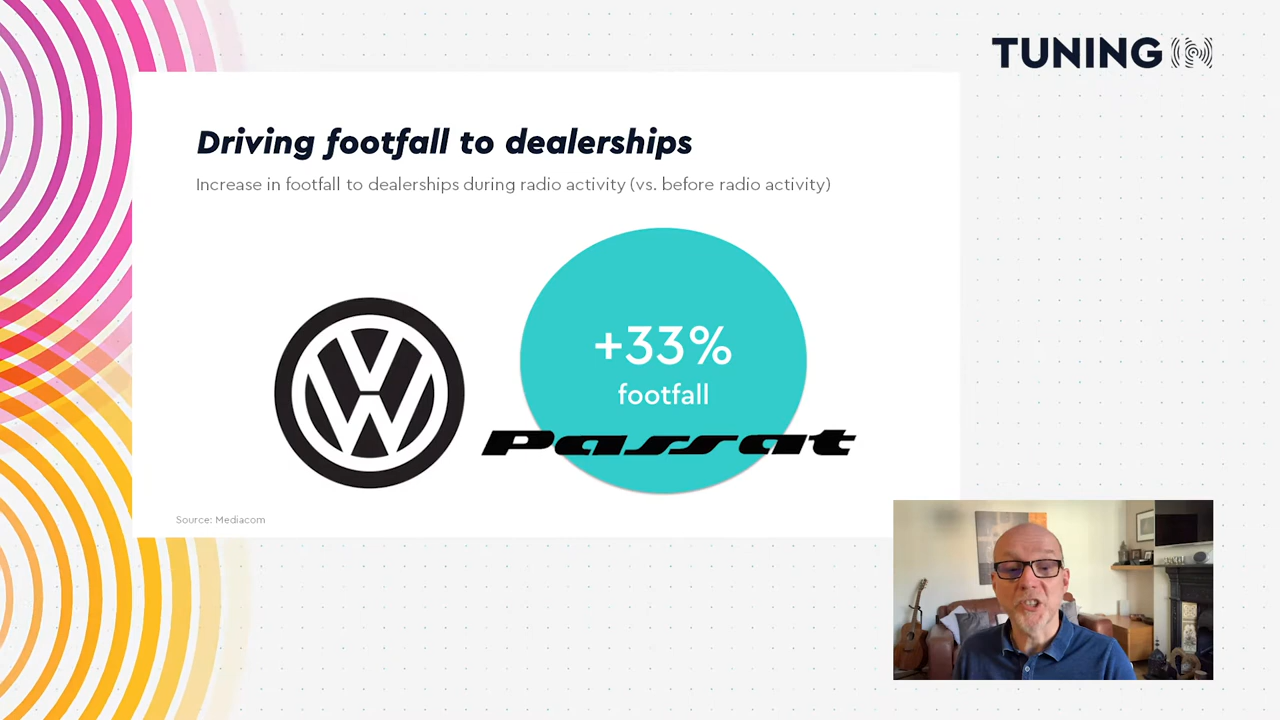 TUNING IN
Driving footfall to dealerships
Increase in footfall to dealerships during radio activity (vs. before radio activity)
+33%
footfall
Passat
Source: Mediacom